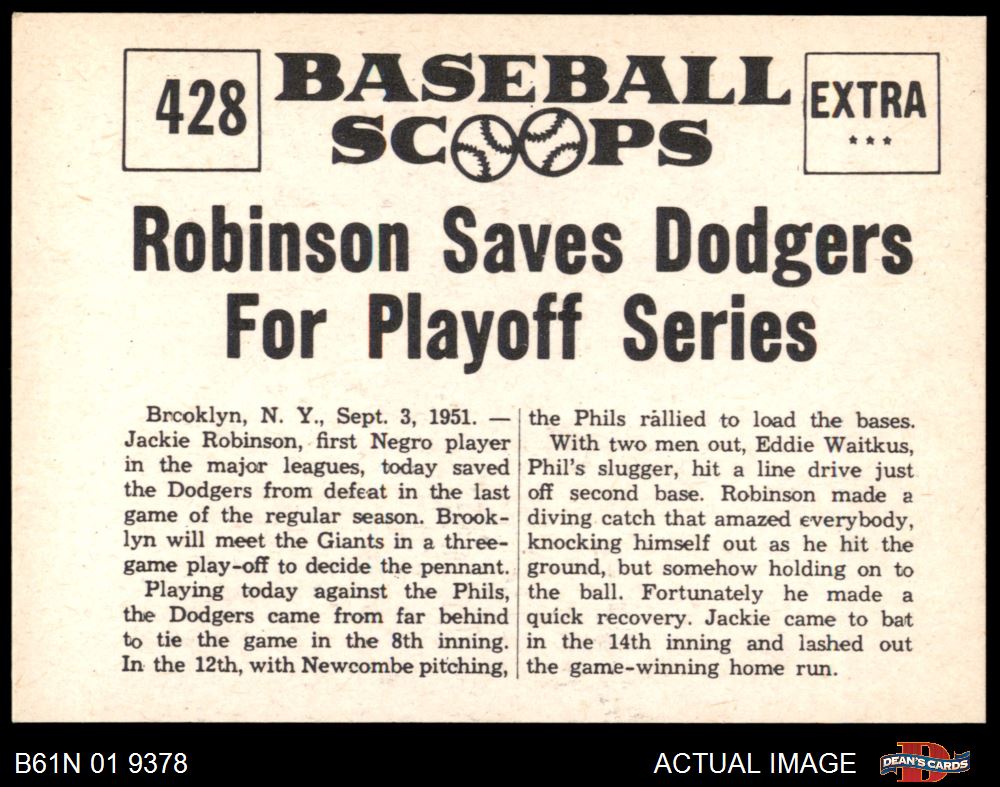 428
BASEBALL
SCOOPS
EXTRA
* * *
Robinson Saves Dodgers
For Playoff Series
Brooklyn, N. Y., Sept. 3, 1951. —
Jackie Robinson, first Negro player
in the major leagues, today saved
the Dodgers from defeat in the last
game of the regular season. Brook-
lyn will meet the Giants in a three-
game play-off to decide the pennant.
Playing today against the Phils,
the Dodgers came from far behind
to tie the game in the 8th inning.
In the 12th, with Newcombe pitching,
the Phils rallied to load the bases.
With two men out, Eddie Waitkus,
Phil's slugger, hit a line drive just
off second base. Robinson made a
diving catch that amazed everybody,
knocking himself out as he hit the
ground, but somehow holding on to
the ball. Fortunately he made a
quick recovery. Jackie came to bat
in the 14th inning and lashed out
the game-winning home run.
B61N 01 9378
ACTUAL IMAGE
D
DEAN'S CARDS